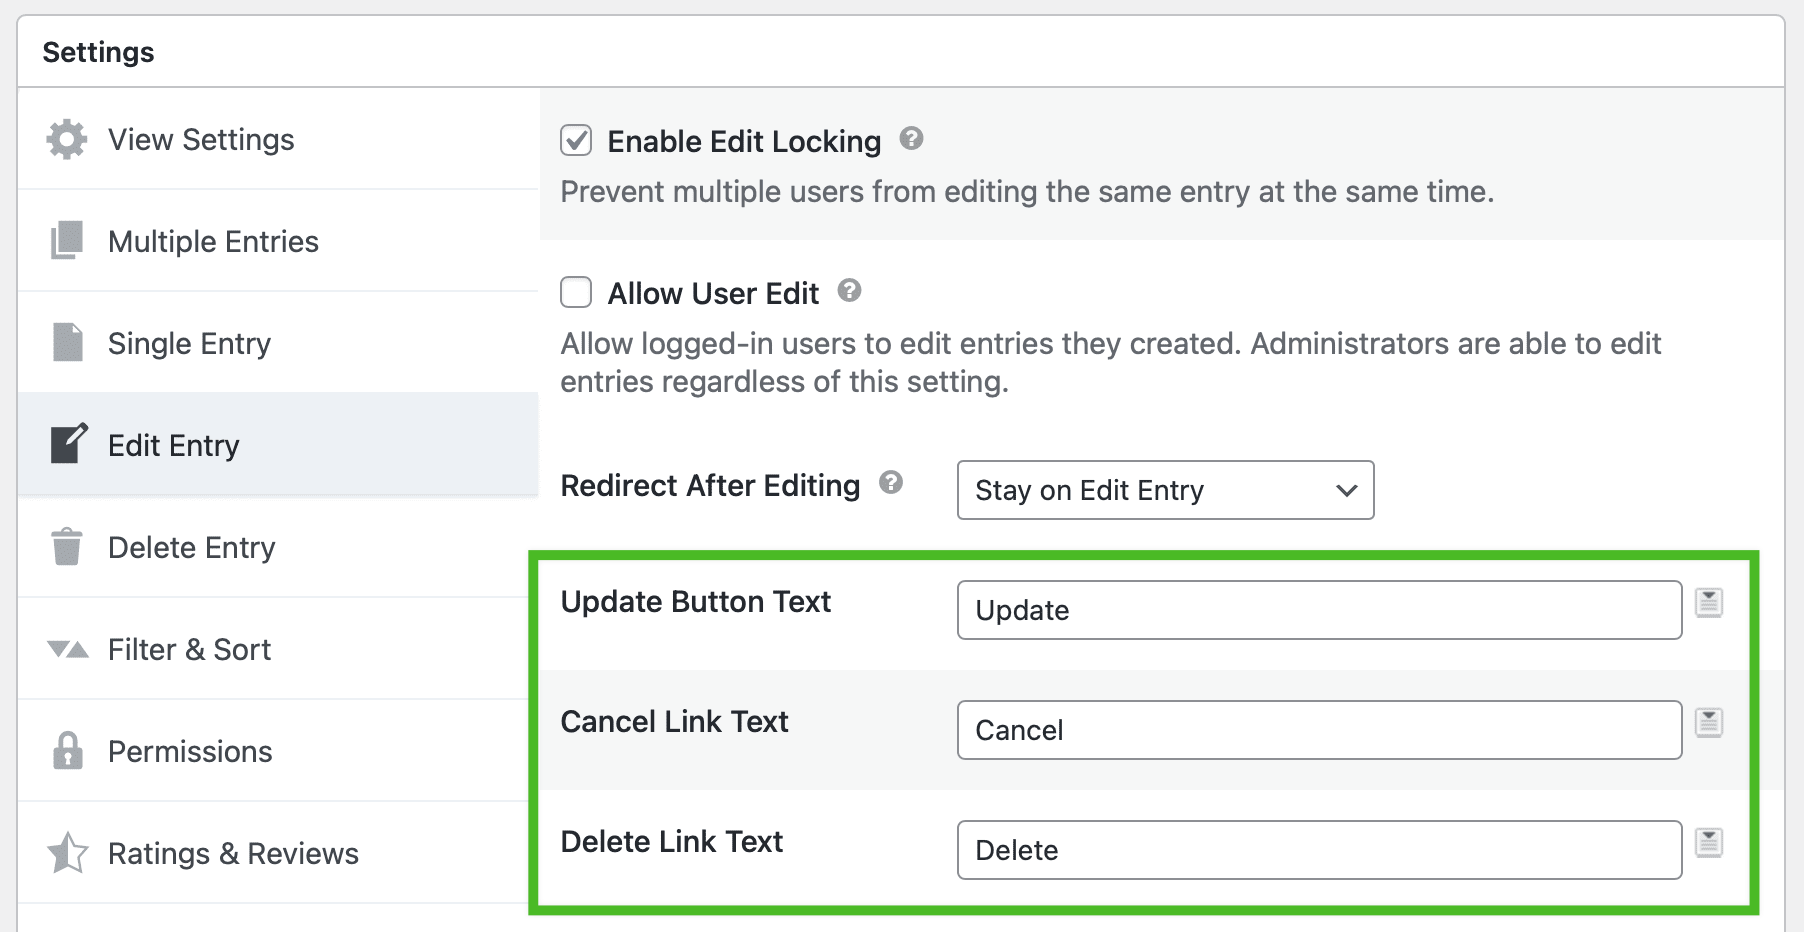 Settings
View Settings
Multiple Entries
Single Entry
Edit Entry
Delete Entry
Filter & Sort
Permissions
Ratings & Reviews
Enable Edit Locking
Prevent multiple users from editing the same entry at the same time.
Allow User Edit
Allow logged-in users to edit entries they created. Administrators are able to edit
entries regardless of this setting.
Redirect After Editing
Stay on Edit Entry
Update Button Text
Update
Cancel Link Text
Cancel
Delete Link Text
Delete